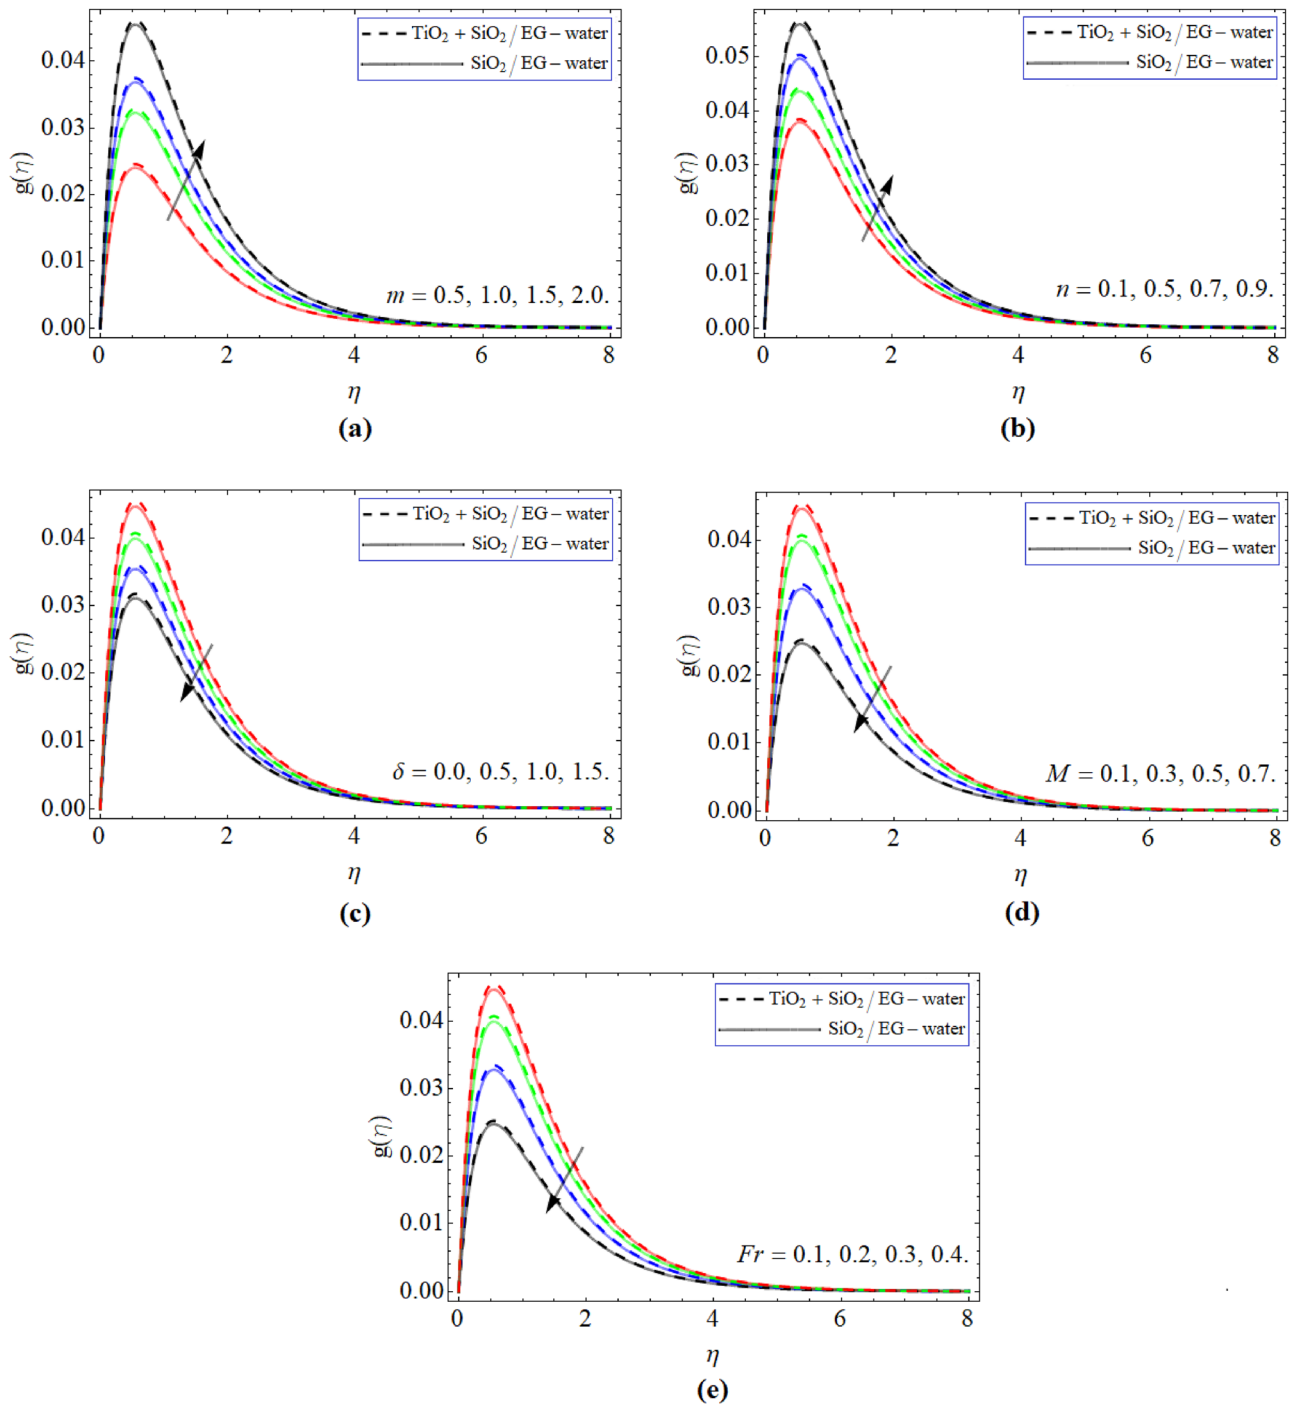 TiO2 + SiO2/EG – water
SiO2/EG – water
g(η)
0.04
0.03
0.02
0.01
0.00
m = 0.5, 1.0, 1.5, 2.0.
0 2 4 6 8
η
(a)
TiO2 + SiO2/EG – water
SiO2/EG – water
g(η)
0.05
0.04
0.03
0.02
0.01
0.00
n = 0.1, 0.5, 0.7, 0.9.
0 2 4 6 8
η
(b)
TiO2 + SiO2/EG – water
SiO2/EG – water
g(η)
0.04
0.03
0.02
0.01
0.00
δ = 0.0, 0.5, 1.0, 1.5.
0 2 4 6 8
η
(c)
TiO2 + SiO2/EG – water
SiO2/EG – water
g(η)
0.04
0.03
0.02
0.01
0.00
M = 0.1, 0.3, 0.5, 0.7.
0 2 4 6 8
η
(d)
TiO2 + SiO2/EG – water
SiO2/EG – water
g(η)
0.04
0.03
0.02
0.01
0.00
Fr = 0.1, 0.2, 0.3, 0.4.
0 2 4 6 8
η
(e)